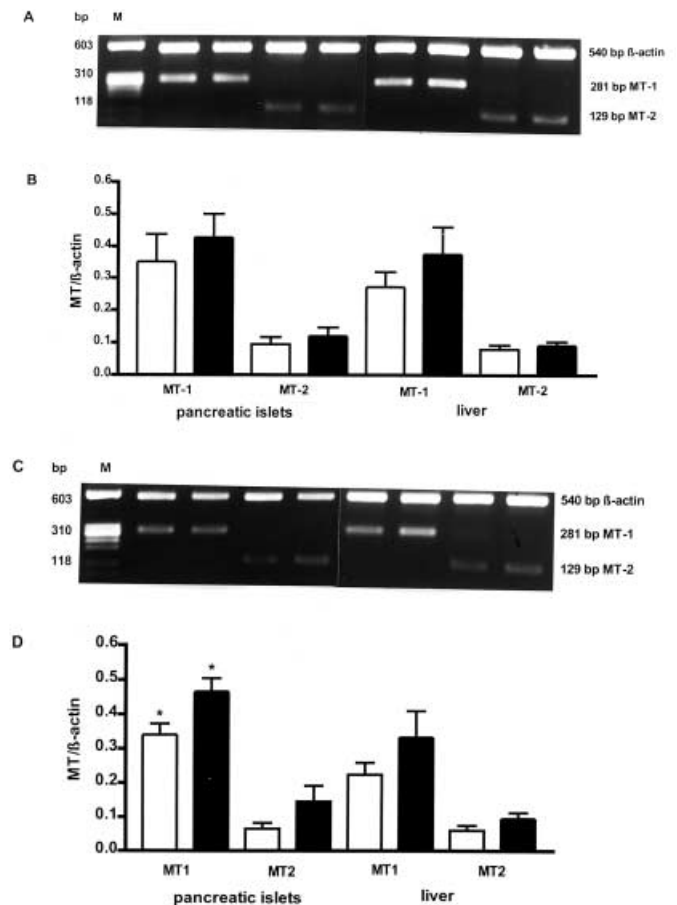 A
bp M
603
310
118
540 bp ß-actin
281 bp MT-1
129 bp MT-2
B
MT/ß-actin
0.6
0.5
0.4
0.3
0.2
0.1
0.0
MT-1 MT-2 MT-1 MT-2
pancreatic islets liver
C
bp M
603
310
118
540 bp ß-actin
281 bp MT-1
129 bp MT-2
D
MT/ß-actin
0.6
0.5
0.4
0.3
0.2
0.1
0.0
* *
MT1 MT2 MT1 MT2
pancreatic islets liver